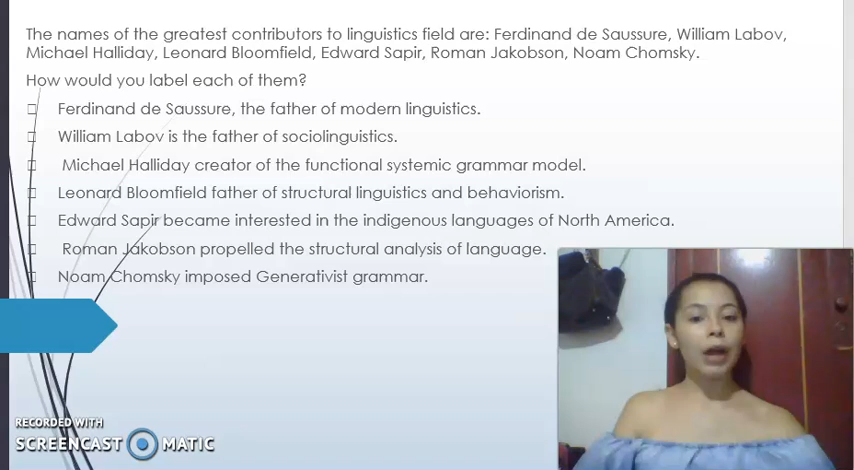 The names of the greatest contributors to linguistics field are: Ferdinand de Saussure, William Labov,
Michael Halliday, Leonard Bloomfield, Edward Sapir, Roman Jakobson, Noam Chomsky.
How would you label each of them?
Ferdinand de Saussure, the father of modern linguistics.
William Labov is the father of sociolinguistics.
Michael Halliday creator of the functional systemic grammar model.
Leonard Bloomfield father of structural linguistics and behaviorism.
Edward Sapir became interested in the indigenous languages of North America.
Roman Jakobson propelled the structural analysis of language.
Noam Chomsky imposed Generativist grammar.
RECORDED WITH
SCREENCAST MATIC